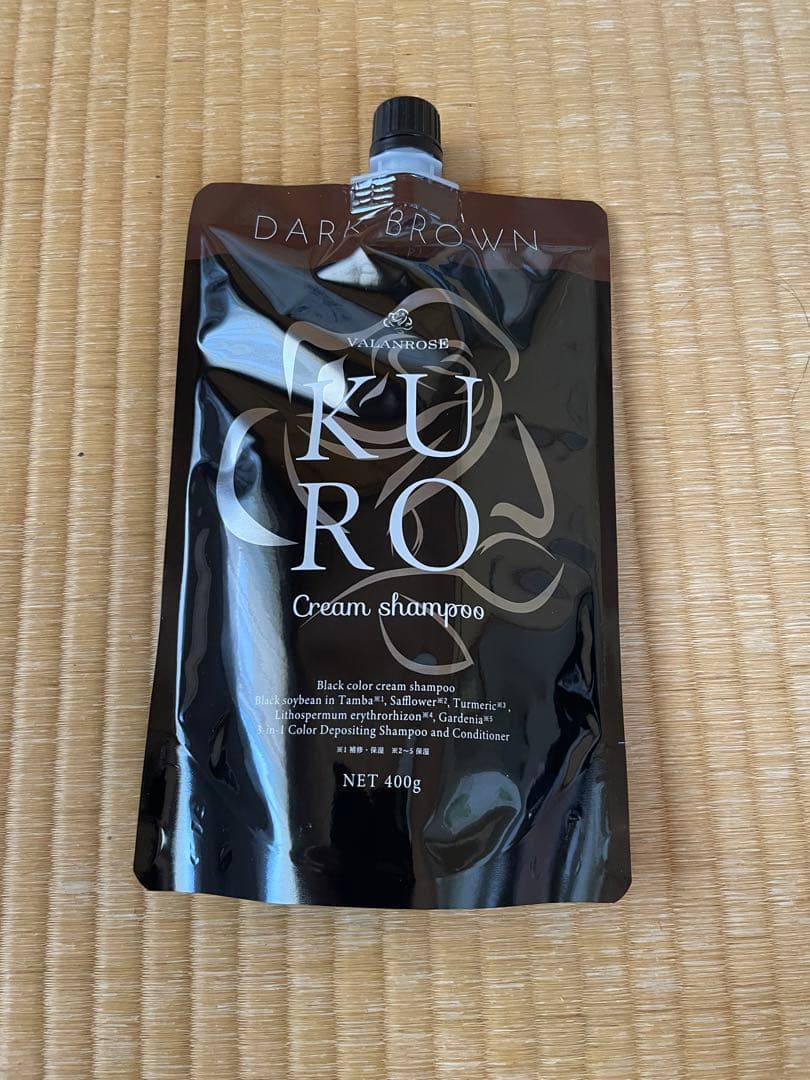 DARK BROWN
VALANROSE
KU
RO
Cream shampoo
Black color cream shampoo
Black soybean in Tamba※1, Safflower※2, Turmeric※3,
Lithospermum erythrorhizon※4, Gardenia※5
3-in-1 Color Depositing Shampoo and Conditioner
※1 補修・保湿 ※2～5 保湿
NET 400g